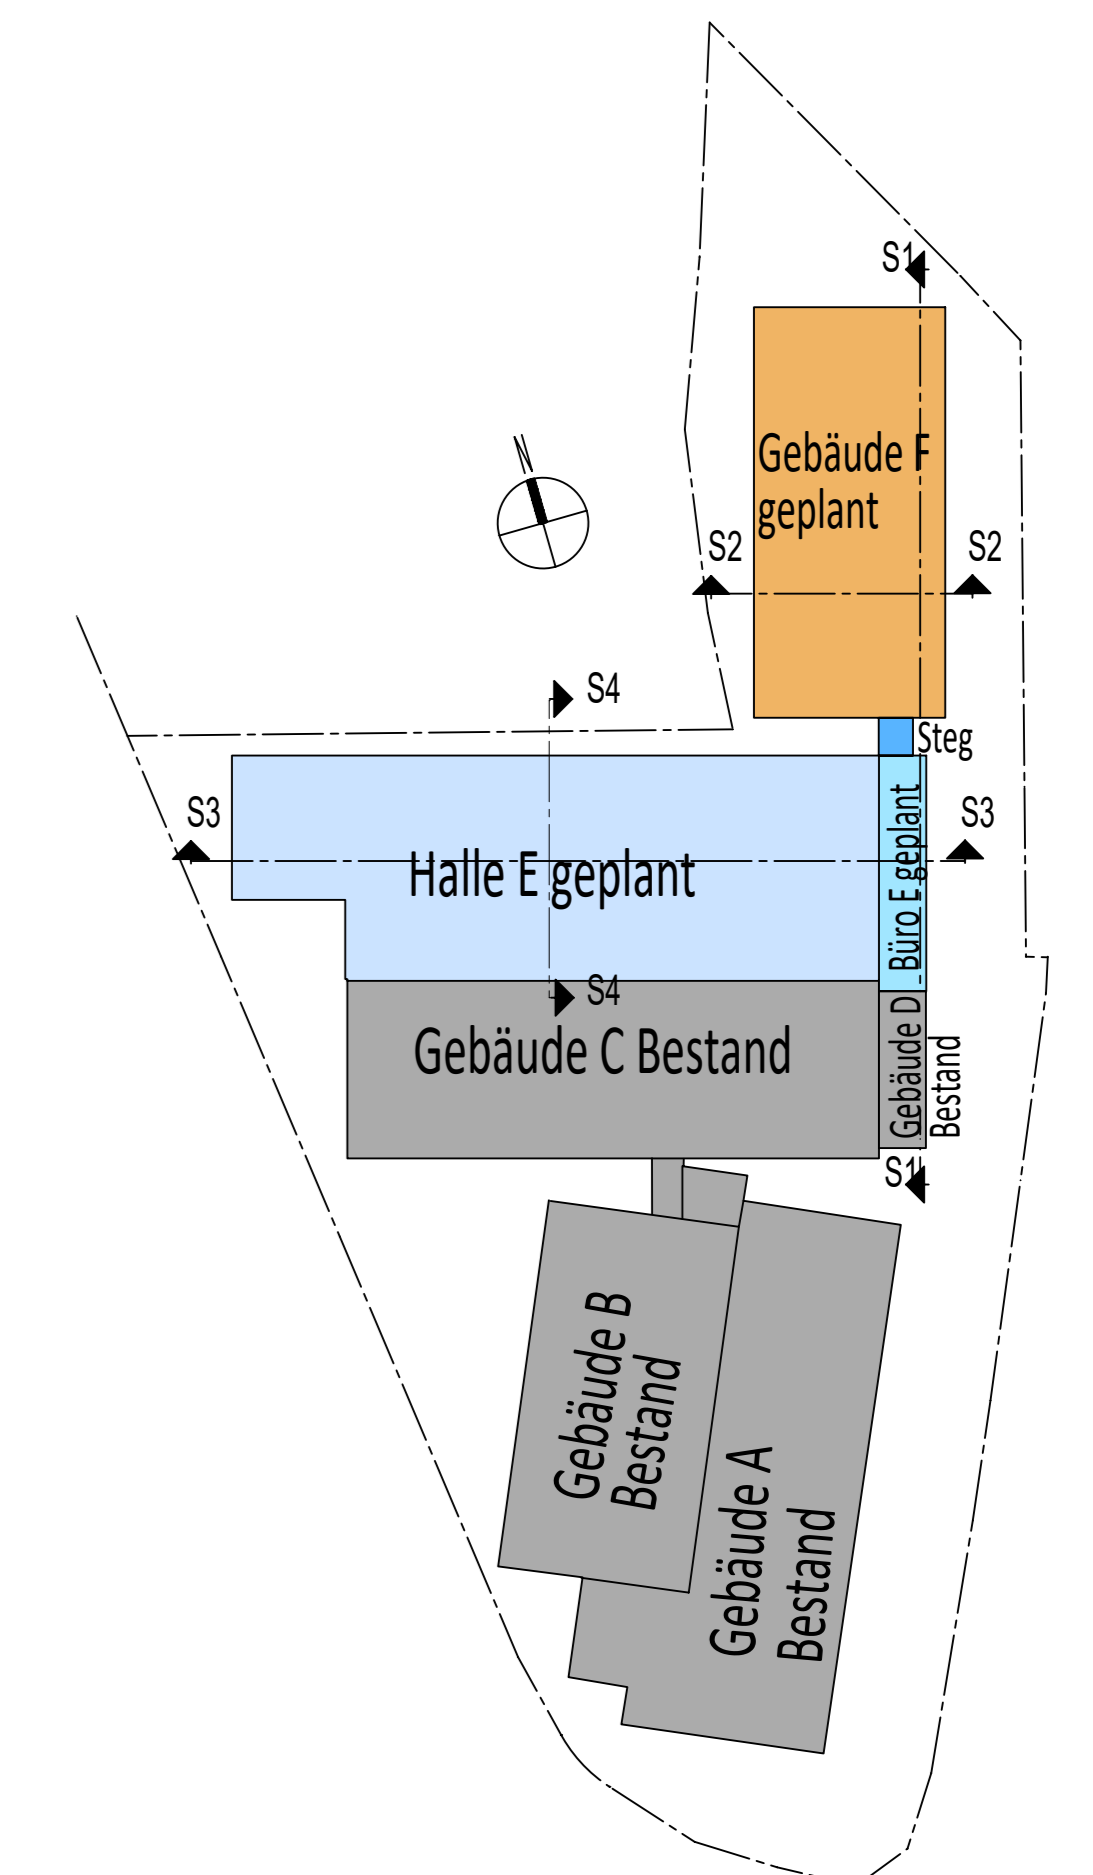 S1
Gebäude F
geplant
N
S2
S2
S4
Steg
S3
S3
Halle E geplant
Büro E geplant
S4
Gebäude C Bestand
Gebäude D
Bestand
S1
Gebäude B
Bestand
Gebäude A
Bestand